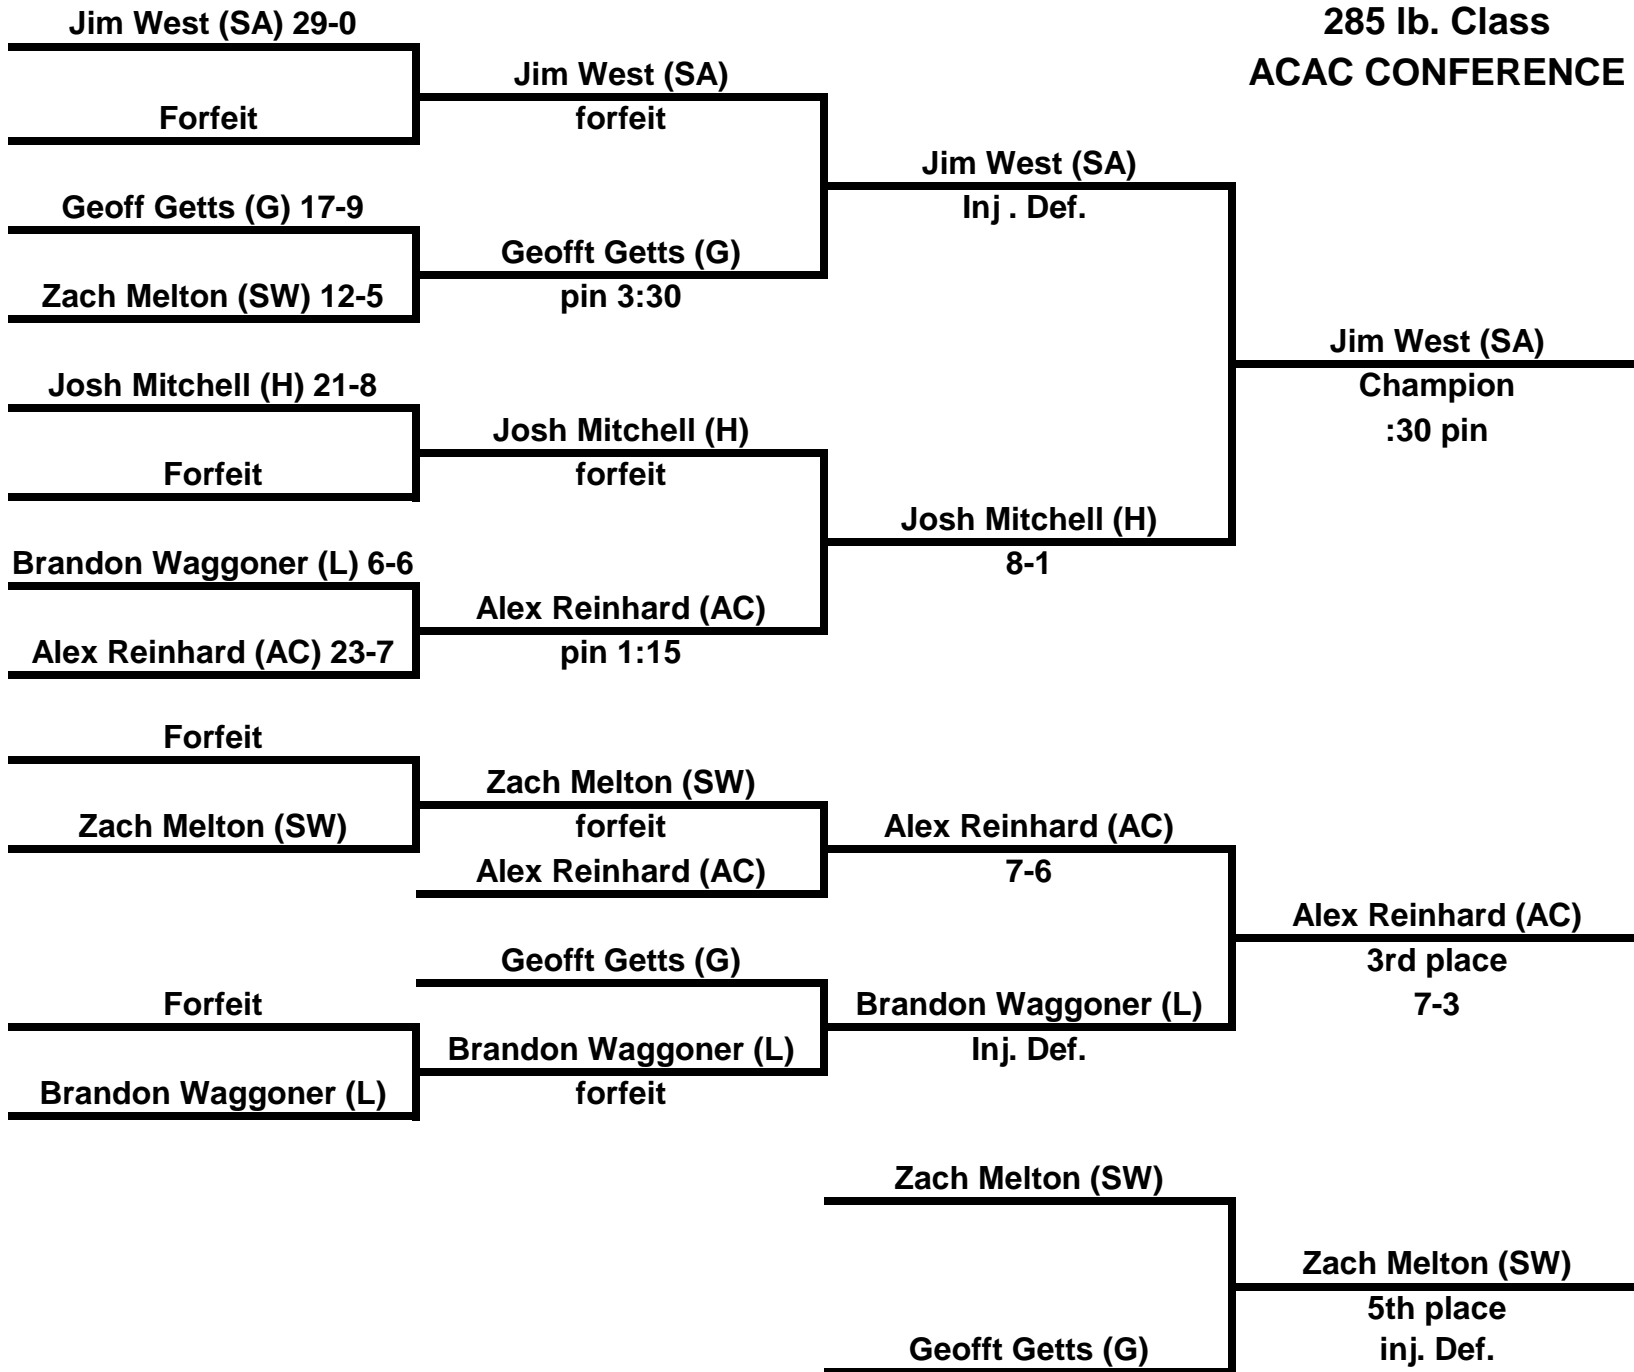 Jim West (SA) 29-0
285 lb. Class
Jim West (SA)
ACAC CONFERENCE
Forfeit
forfeit
Jim West (SA)
Geoff Getts (G) 17-9
Inj . Def.
Geofft Getts (G)
Zach Melton (SW) 12-5
pin 3:30
Jim West (SA)
Josh Mitchell (H) 21-8
Champion
Josh Mitchell (H)
:30 pin
Forfeit
forfeit
Josh Mitchell (H)
Brandon Waggoner (L) 6-6
8-1
Alex Reinhard (AC)
Alex Reinhard (AC) 23-7
pin 1:15
Forfeit
Zach Melton (SW)
Zach Melton (SW)
forfeit
Alex Reinhard (AC)
Alex Reinhard (AC)
7-6
Alex Reinhard (AC)
Geofft Getts (G)
3rd place
Forfeit
Brandon Waggoner (L)
7-3
Brandon Waggoner (L)
Inj. Def.
Brandon Waggoner (L)
forfeit
Zach Melton (SW)
Zach Melton (SW)
5th place
Geofft Getts (G)
inj. Def.